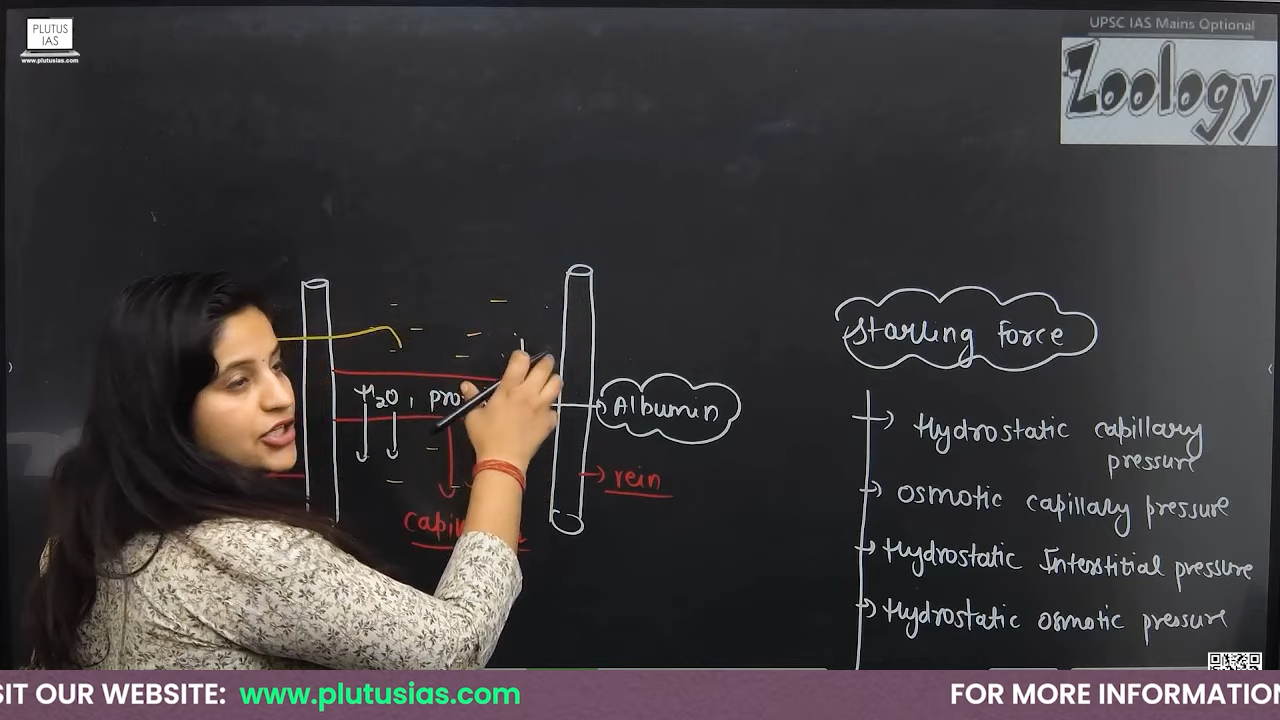 PLUTUS
IAS
www.plutusias.com
UPSC IAS Mains Optional
Zoology
Starling force
H2O,
Albumin
vein
Hydrostatic capillary
pressure
osmotic capillary pressure
Hydrostatic Interstitial pressure
Hydrostatic osmotic pressure
SIT OUR WEBSITE: www.plutusias.com
FOR MORE INFORMATION